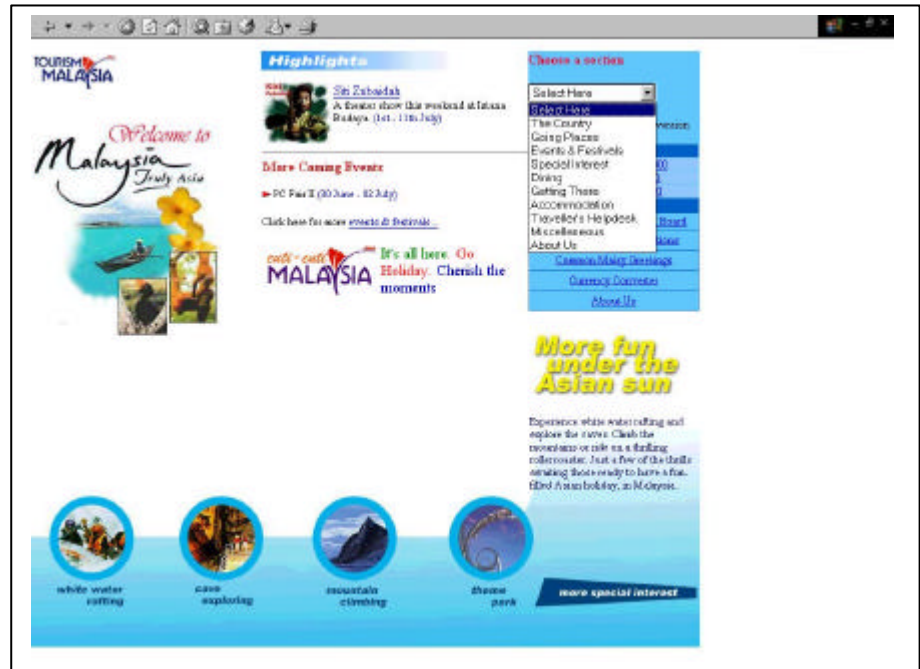 TOURISM
MALAYSIA
Welcome to
Malaysia
Truly Asia
Highlights
Siti Zubaidah
A theater show this weekend at Istana
Budaya. (1st - 11th July)
More Coming Events
PC Fair II (30 June - 02 July)
Click here for more events & festivals...
cuti-cuti
MALAYSIA
It's all here. Go
Holiday. Cherish the
moments
Choose a section
Select Here
Select Here
The Country
Going Places
Events & Festivals
Special Interest
Dining
Getting There
Accommodation
Traveller's Helpdesk
Miscellaneous
About Us
Board
Common Malay Greetings
Currency Converter
About Us
More fun
under the
Asian sun
Experience white water rafting and
explore the caves. Climb the
mountains or ride on a thrilling
rollercoaster. Just a few of the thrills
awaiting those ready to have a fun-
filled Asian holiday, in Malaysia.
white water
rafting
cave
exploring
mountain
climbing
theme
park
more special interest